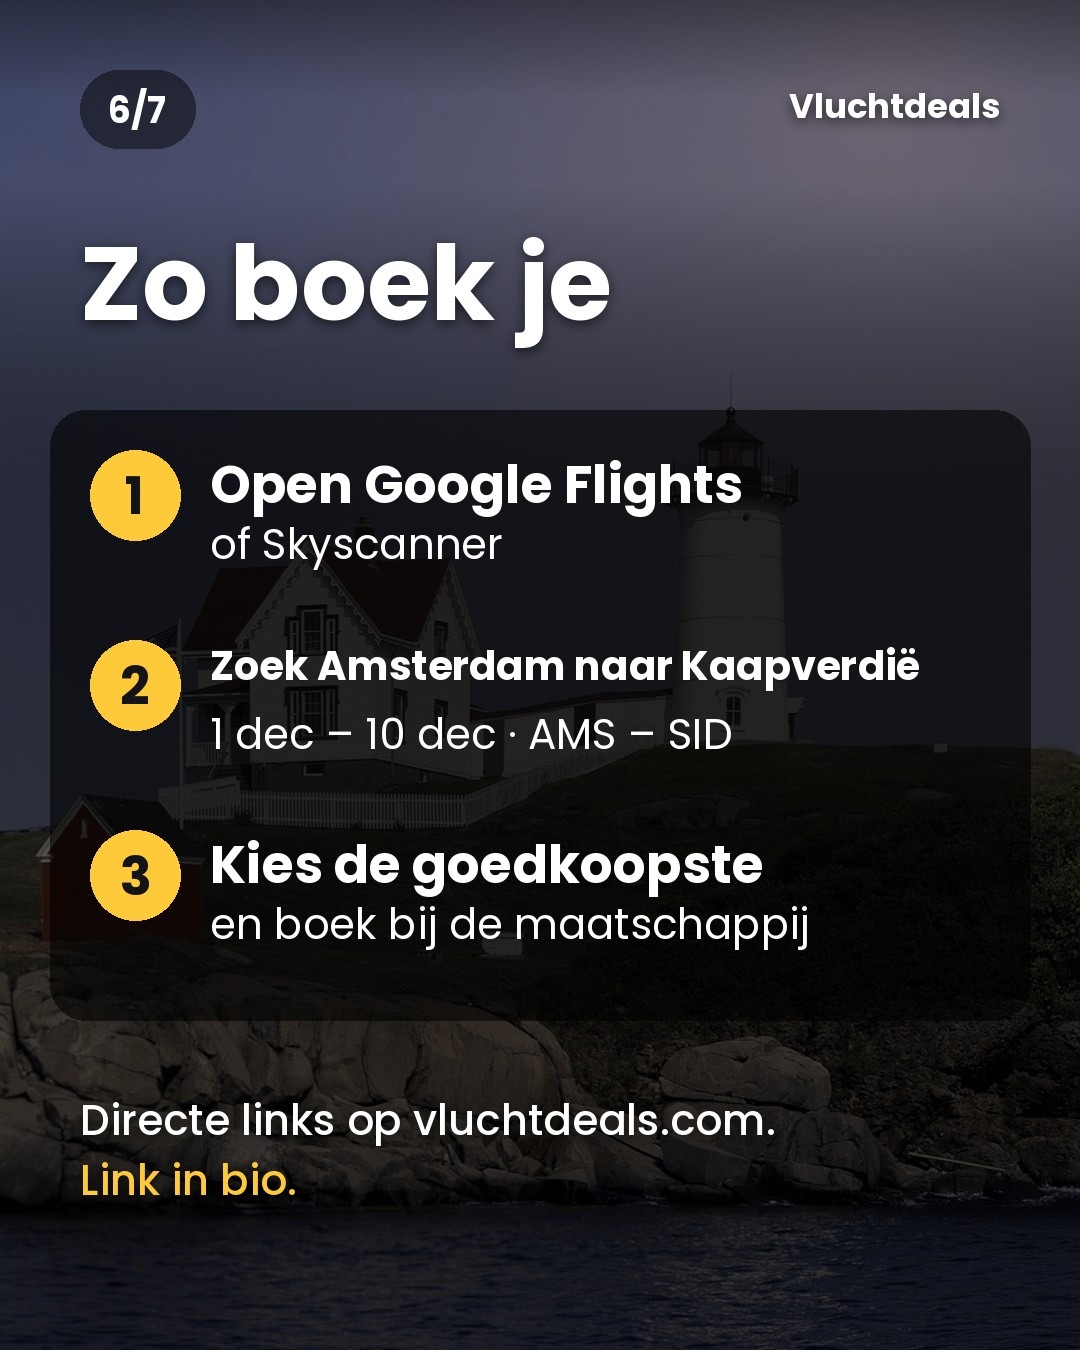 6/7
Vluchtdeals
Zo boek je
1
Open Google Flights
of Skyscanner
2
Zoek Amsterdam naar Kaapverdië
1 dec – 10 dec · AMS – SID
3
Kies de goedkoopste
en boek bij de maatschappij
Directe links op vluchtdeals.com.
Link in bio.